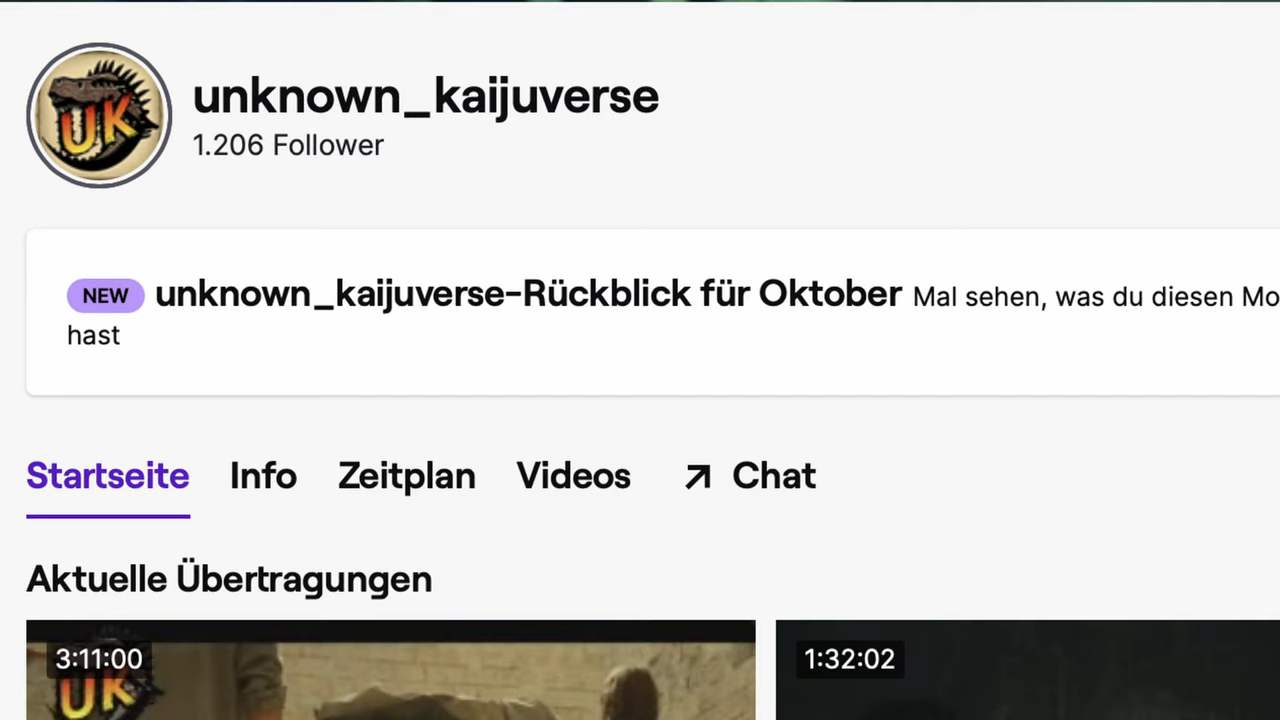 UK
unknown_kaijuverse
1.206 Follower
NEW unknown_kaijuverse-Rückblick für Oktober Mal sehen, was du diesen
hast
Startseite Info Zeitplan Videos Chat
Aktuelle Übertragungen
3:11:00
1:32:02
UK